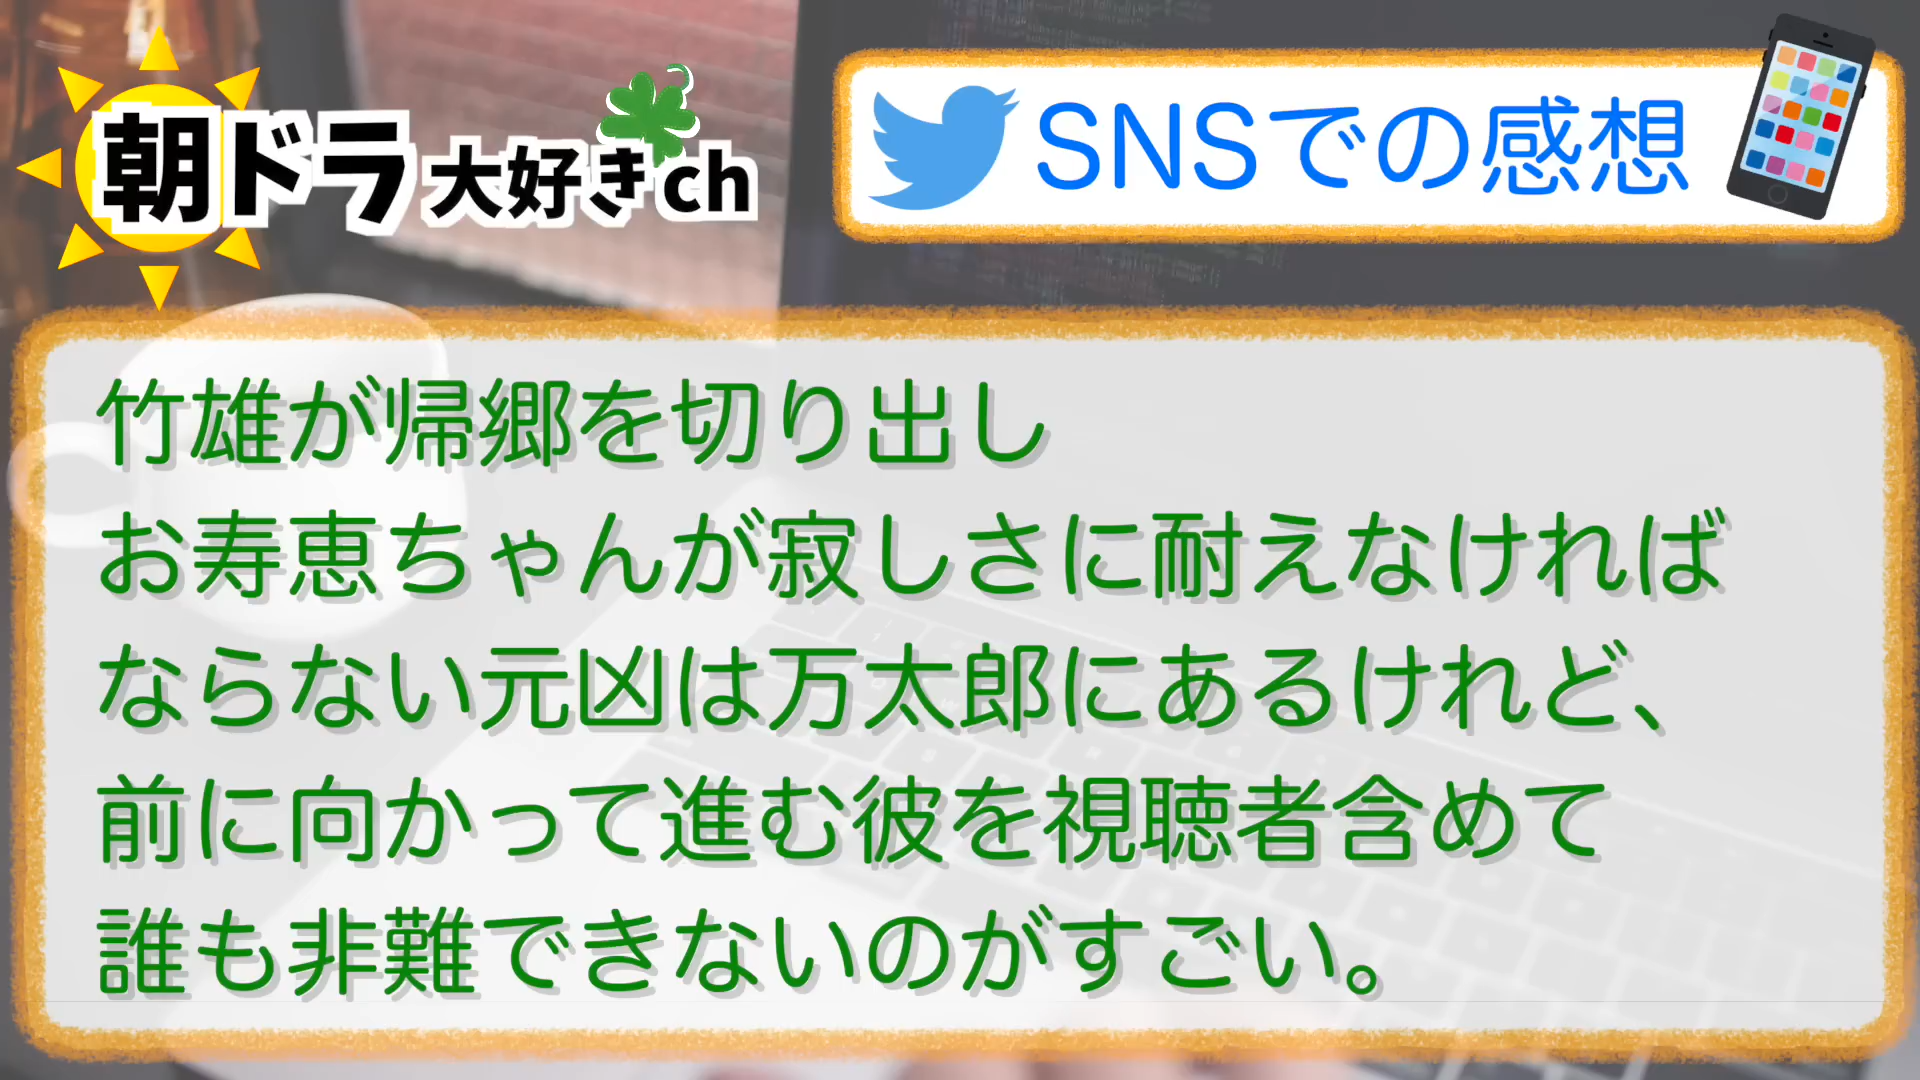 朝ドラ大好きch
SNSでの感想
竹雄が帰郷を切り出し
お寿恵ちゃんが寂しさに耐えなければ
ならない元凶は万太郎にあるけれど、
前に向かって進む彼を視聴者含めて
誰も非難できないのがすごい。